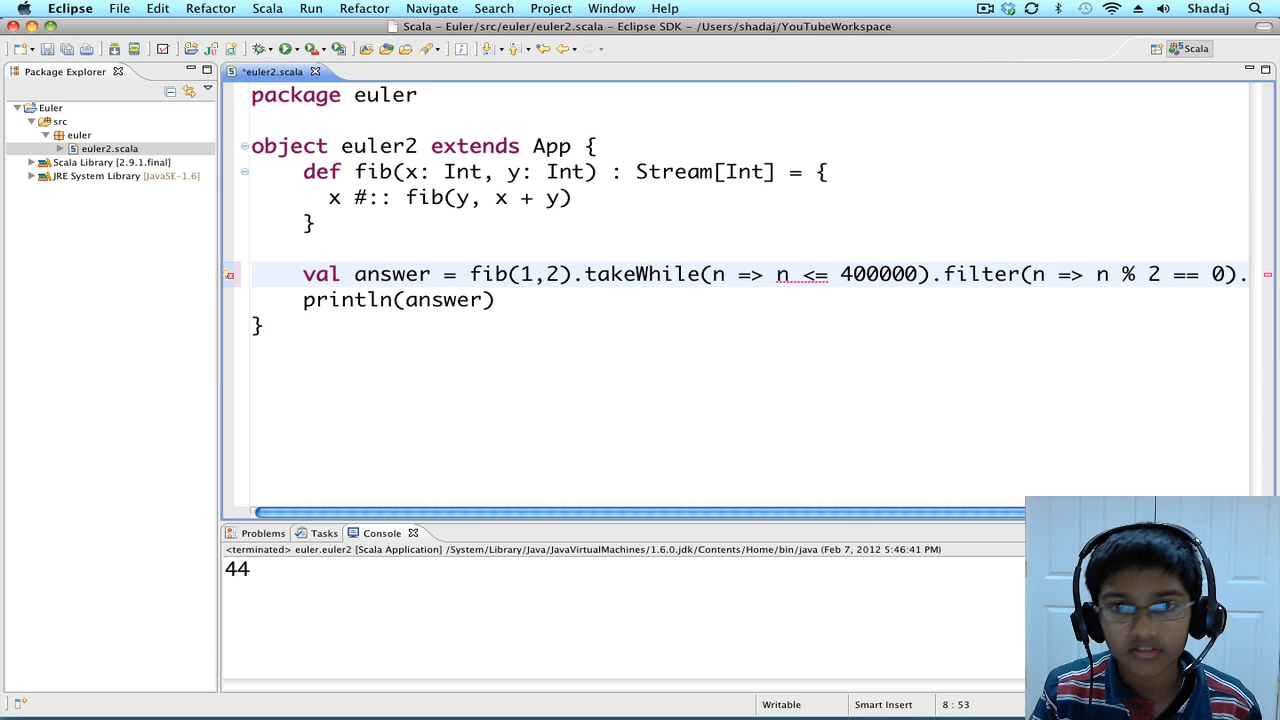 Eclipse File Edit Refactor Scala Run Refactor Navigate Search Project Window Help Shadaj
Scala - Euler/src/euler/euler2.scala - Eclipse SDK - /Users/shadaj/YouTubeWorkspace
Scala
Package Explorer
*euler2.scala
Euler
src
euler
euler2.scala
Scala Library [2.9.1.final]
JRE System Library [JavaSE-1.6]
package euler
object euler2 extends App {
def fib(x: Int, y: Int) : Stream[Int] = {
x #:: fib(y, x + y)
}
val answer = fib(1,2).takeWhile(n => n <= 400000).filter(n => n % 2 == 0).
println(answer)
}
Problems Tasks Console
<terminated> euler.euler2 [Scala Application] /System/Library/Java/JavaVirtualMachines/1.6.0.jdk/Contents/Home/bin/java (Feb 7, 2012 5:46:41 PM)
44
Writable Smart Insert 8 : 53